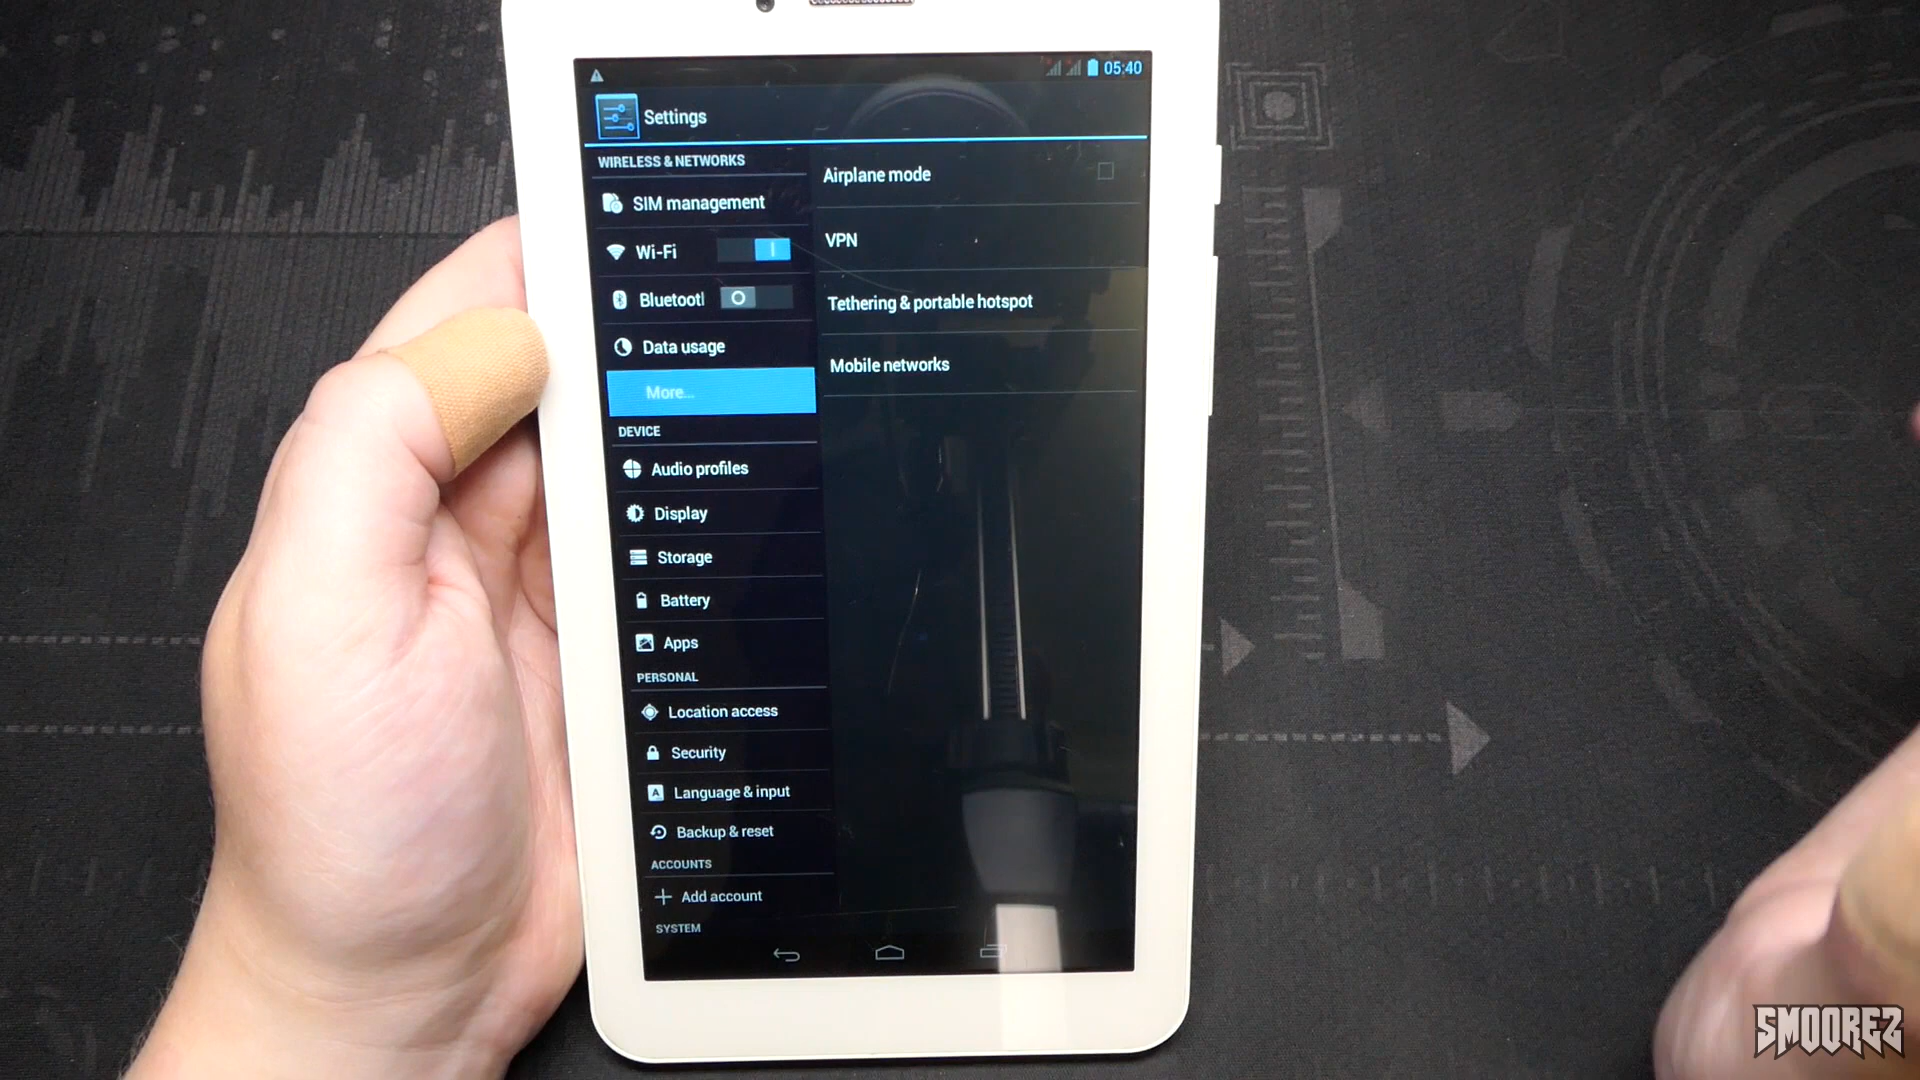 05:40
Settings
WIRELESS & NETWORKS
SIM management
Wi-Fi
Bluetooth
Data usage
More...
DEVICE
Audio profiles
Display
Storage
Battery
Apps
PERSONAL
Location access
Security
Language & input
Backup & reset
ACCOUNTS
Add account
SYSTEM
Airplane mode
VPN
Tethering & portable hotspot
Mobile networks
SMOOREZ